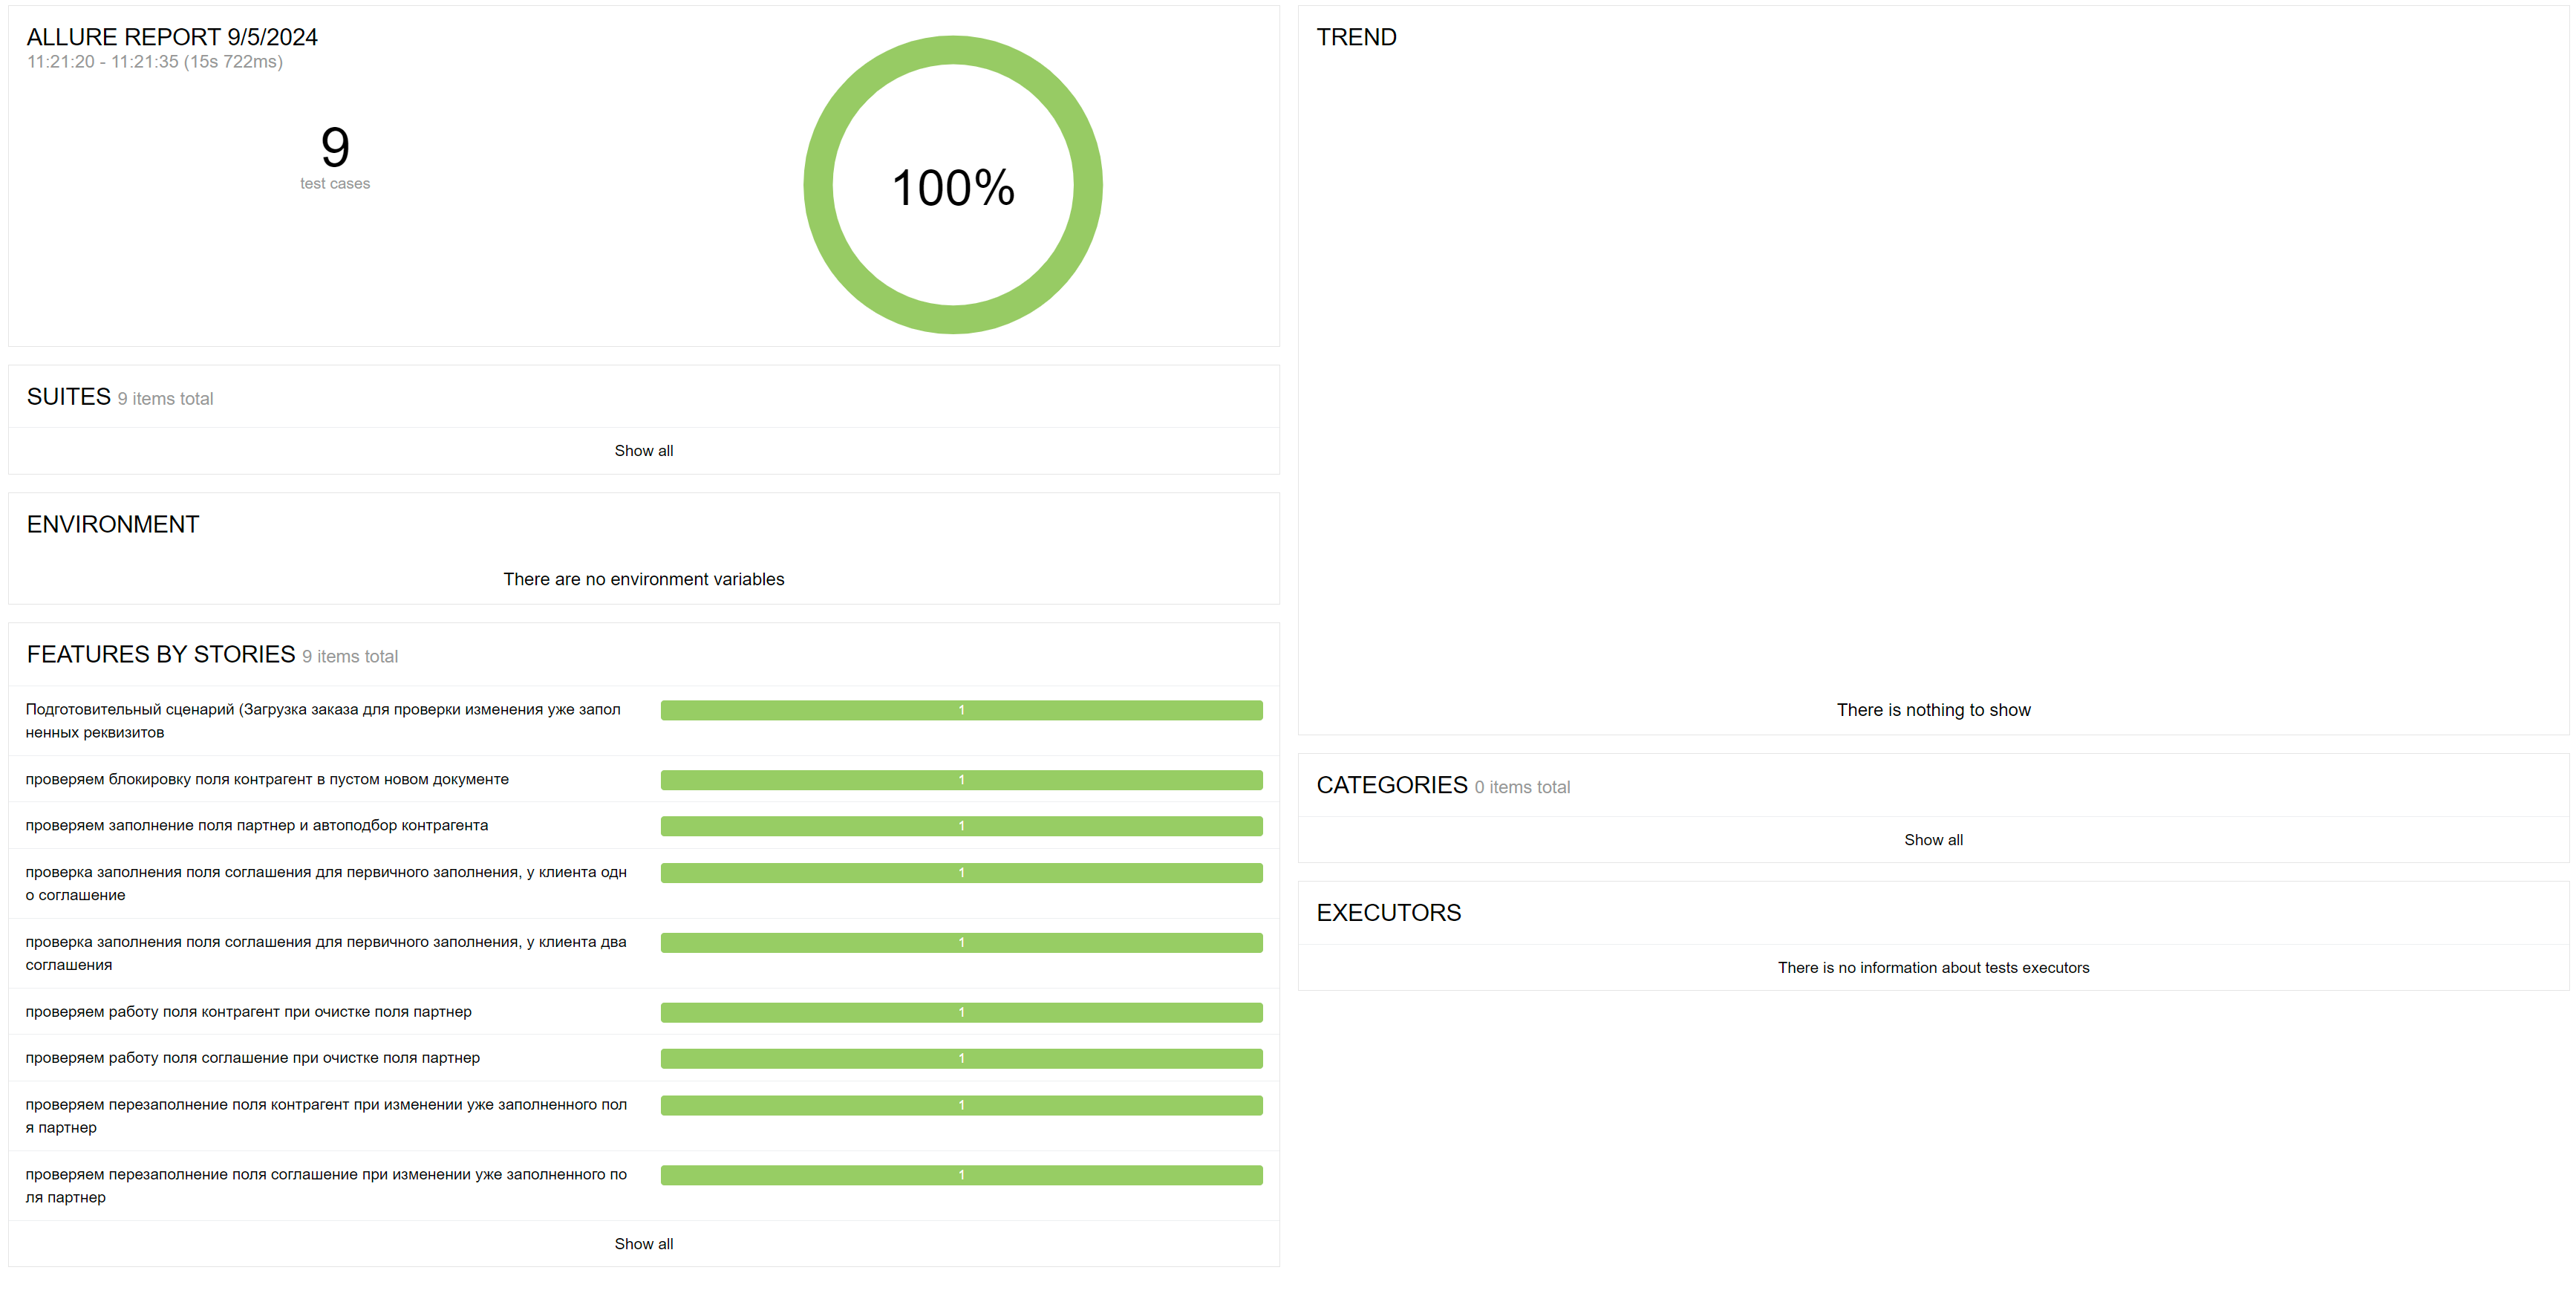 ALLURE REPORT 9/5/2024
11:21:20 - 11:21:35 (15s 722ms)
9
test cases
100%
SUITES 9 items total
Show all
ENVIRONMENT
There are no environment variables
FEATURES BY STORIES 9 items total
Подготовительный сценарий (Загрузка заказа для проверки изменения уже запол
ненных реквизитов
1
проверяем блокировку поля контрагент в пустом новом документе
1
проверяем заполнение поля партнер и автоподбор контрагента
1
проверка заполнения поля соглашения для первичного заполнения, у клиента одн
о соглашение
1
проверка заполнения поля соглашения для первичного заполнения, у клиента два
соглашения
1
проверяем работу поля контрагент при очистке поля партнер
1
проверяем работу поля соглашение при очистке поля партнер
1
проверяем перезаполнение поля контрагент при изменении уже заполненного пол
я партнер
1
проверяем перезаполнение поля соглашение при изменении уже заполненного по
ля партнер
1
Show all
TREND
There is nothing to show
CATEGORIES 0 items total
Show all
EXECUTORS
There is no information about tests executors